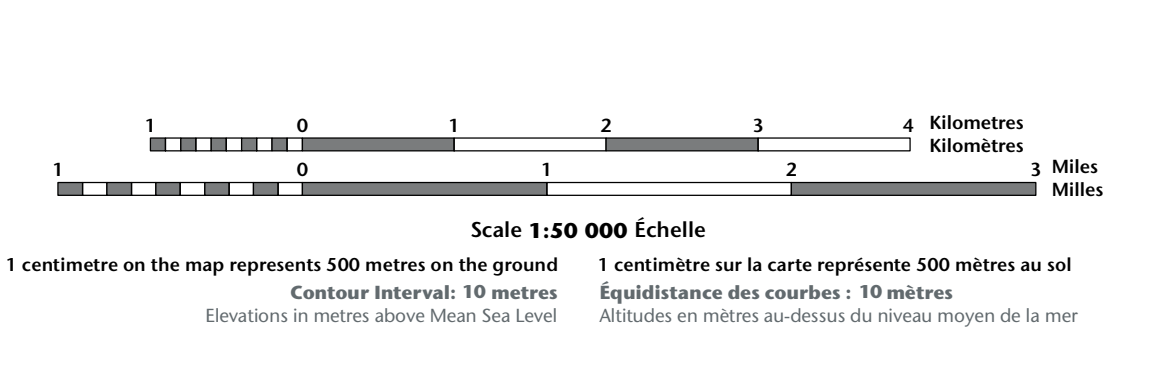 1 0 1 2 3 4 Kilometres
Kilomètres
1 0 1 2 3 Miles
Milles
Scale 1:50 000 Échelle
1 centimetre on the map represents 500 metres on the ground
Contour Interval: 10 metres
Elevations in metres above Mean Sea Level
1 centimètre sur la carte représente 500 mètres au sol
Équidistance des courbes : 10 mètres
Altitudes en mètres au-dessus du niveau moyen de la mer